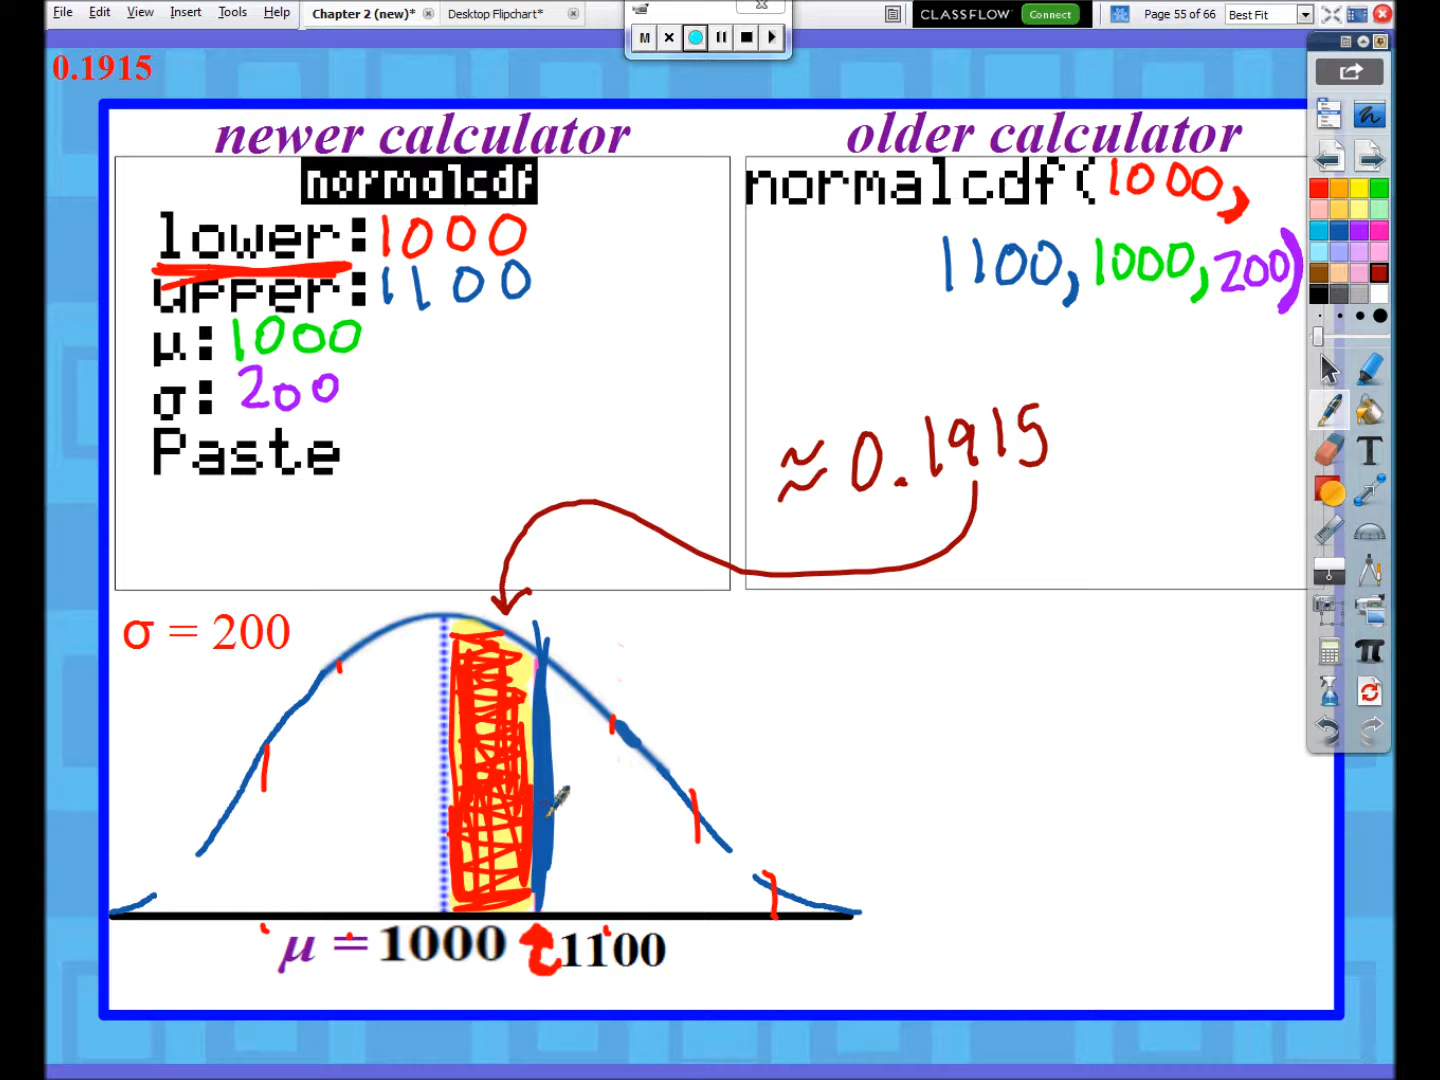 File Edit View Insert Tools Help
Chapter 2 (new)*
Desktop Flipchart*
M
CLASSFLOW Connect
Page 55 of 66
Best Fit
0.1915
newer calculator
normalcdf
lower:1000
upper:1100
μ:1000
σ:200
Paste
older calculator
normalcdf(1000,
1100,1000,200)
≈0.1915
σ = 200
μ = 1000
1100
T
π